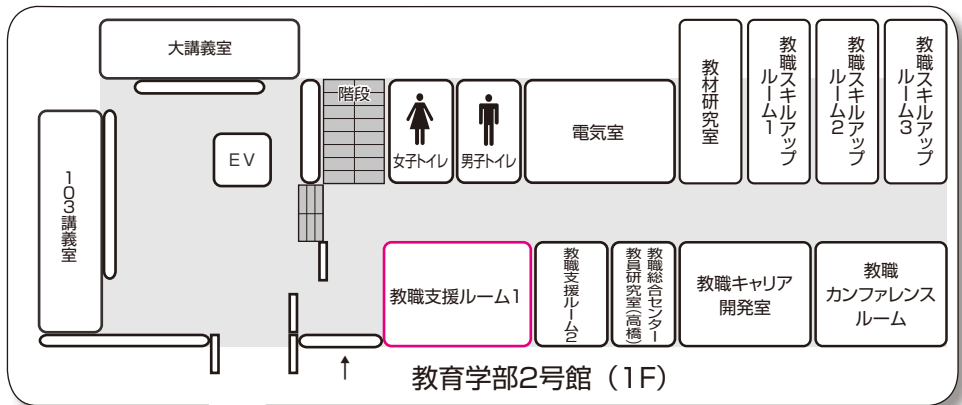 大講義室
階段
女子トイレ
男子トイレ
電気室
教材研究室
教職スキルアップ
ルーム1
教職スキルアップ
ルーム2
教職スキルアップ
ルーム3
EV
103講義室
教職支援ルーム1
教職支援ルーム2
教職総合センター
教員研究室(高橋)
教職キャリア
開発室
教職
カンファレンス
ルーム
教育学部2号館（1F）